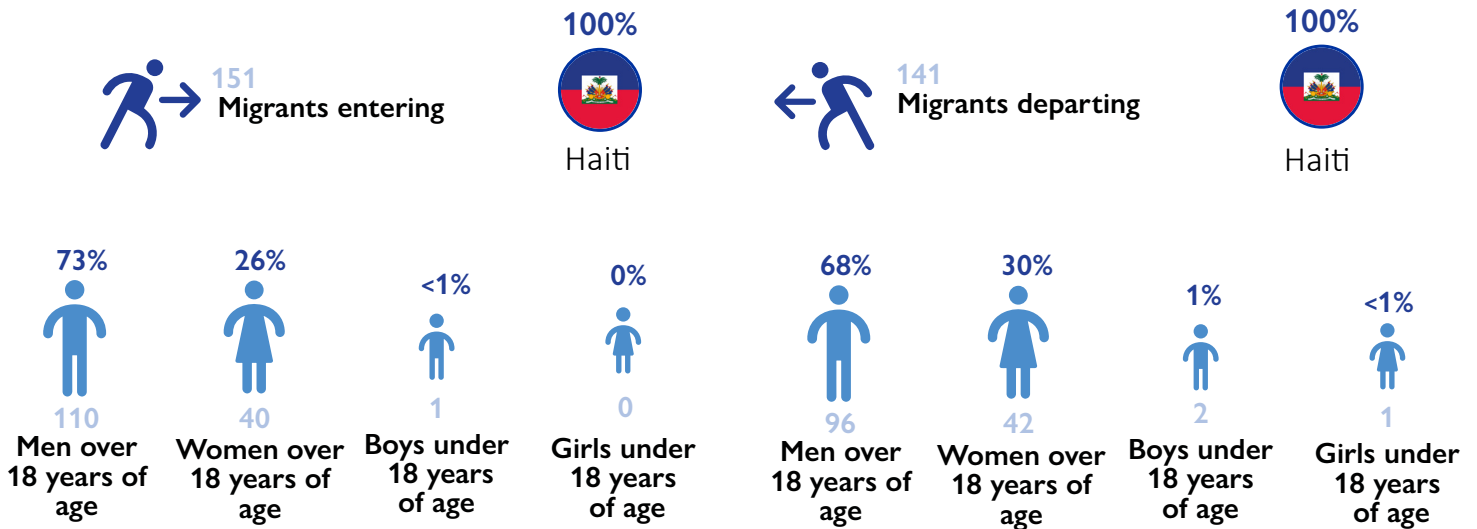 100%
151
Migrants entering
Haiti
100%
141
Migrants departing
Haiti
73%
110
Men over
18 years of
age
26%
40
Women over
18 years of
age
<1%
1
Boys under
18 years
of age
0%
0
Girls under
18 years
of age
68%
96
Men over
18 years of
age
30%
42
Women over
18 years of
age
1%
2
Boys under
18 years
of age
<1%
1
Girls under
18 years
of age